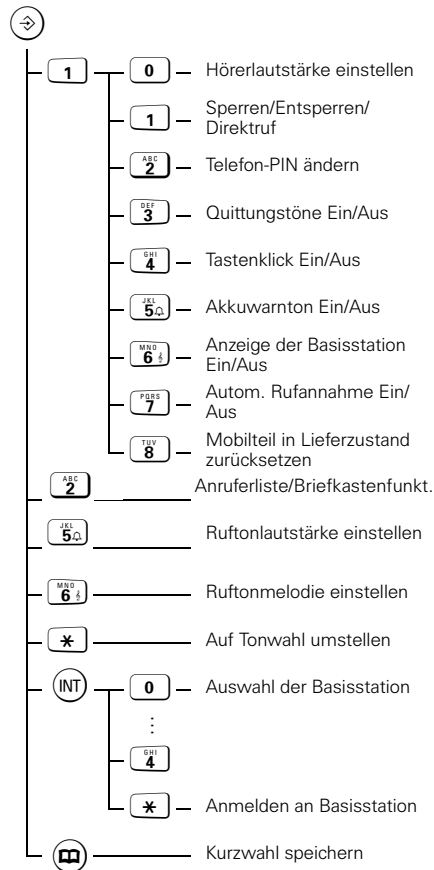 1 0 Hörerlautstärke einstellen
1 Sperren/Entsperren/
Direktruf
ABC 2 Telefon-PIN ändern
DEF 3 Quittungstöne Ein/Aus
GHI 4 Tastenklick Ein/Aus
JKL 5 Akkuwarnton Ein/Aus
MNO 6 Anzeige der Basisstation
Ein/Aus
PQRS 7 Autom. Rufannahme Ein/
Aus
TUV 8 Mobilteil in Lieferzustand
zurücksetzen
ABC 2 Anruferliste/Briefkastenfunkt.
JKL 5 Ruftonlautstärke einstellen
MNO 6 Ruftonmelodie einstellen
* Auf Tonwahl umstellen
INT 0 Auswahl der Basisstation
⋮
GHI 4
* Anmelden an Basisstation
Kurzwahl speichern